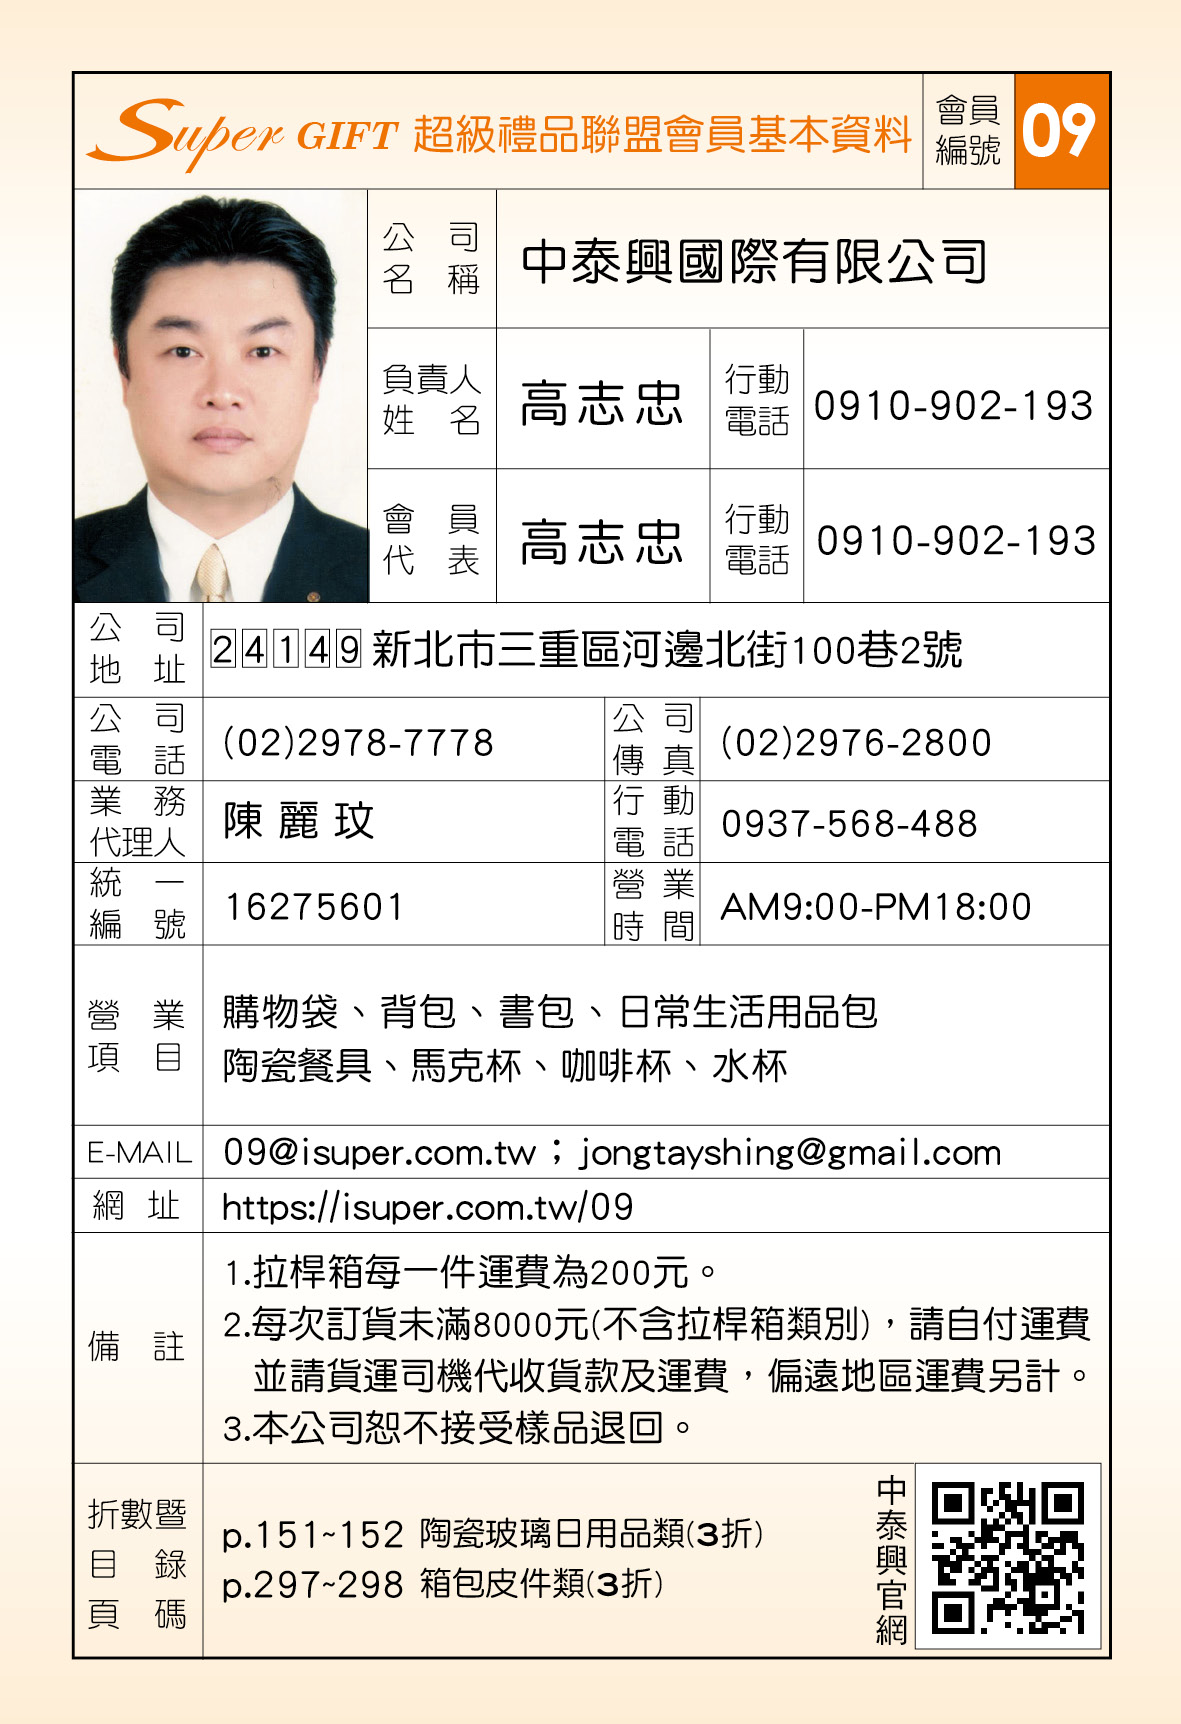 Super GIFT 超級禮品聯盟會員基本資料
會員
編號
09
公司
名稱
中泰興國際有限公司
負責人
姓名
高志忠
行動
電話
0910-902-193
會員
代表
高志忠
行動
電話
0910-902-193
公司
地址
24149 新北市三重區河邊北街100巷2號
公司
電話
(02)2978-7778
公司
傳真
(02)2976-2800
業務
代理人
陳麗玟
行動
電話
0937-568-488
統一
編號
16275601
營業
時間
AM9:00-PM18:00
營業
項目
購物袋、背包、書包、日常生活用品包
陶瓷餐具、馬克杯、咖啡杯、水杯
E-MAIL
09@isuper.com.tw；jongtayshing@gmail.com
網址
https://isuper.com.tw/09
備註
1.拉桿箱每一件運費為200元。
2.每次訂貨未滿8000元(不含拉桿箱類別)，請自付運費
並請貨運司機代收貨款及運費，偏遠地區運費另計。
3.本公司恕不接受樣品退回。
折數暨
目錄
頁碼
p.151~152 陶瓷玻璃日用品類(3折)
p.297~298 箱包皮件類(3折)
中泰興官網